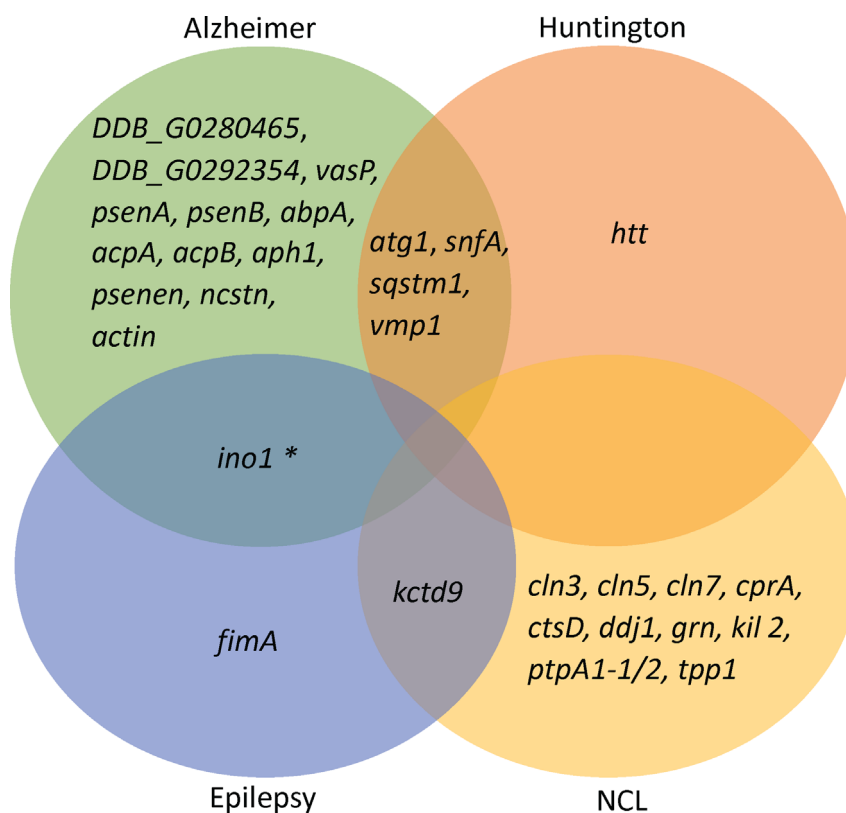 Alzheimer
Huntington
DDB_G0280465,
DDB_G0292354, vasP,
psenA, psenB, abpA,
acpA, acpB, aph1,
psenen, ncstn,
actin
atg1, snfA,
sqstm1,
vmp1
htt
ino1 *
kctd9
fimA
cln3, cln5, cln7, cprA,
ctsD, ddj1, grn, kil 2,
ptpA1-1/2, tpp1
Epilepsy
NCL